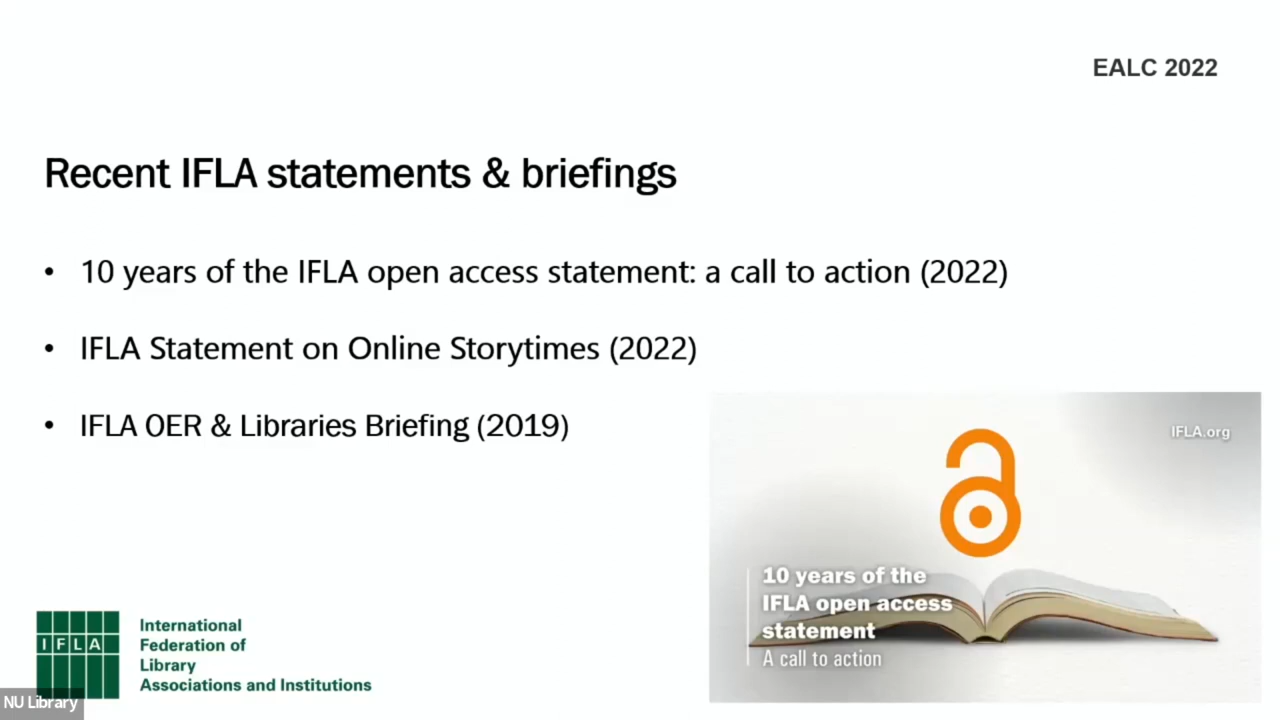 EALC 2022
Recent IFLA statements & briefings
• 10 years of the IFLA open access statement: a call to action (2022)
• IFLA Statement on Online Storytimes (2022)
• IFLA OER & Libraries Briefing (2019)
IFLA.org
10 years of the
IFLA open access
statement
A call to action
IFLA
International
Federation of
Library
Associations and Institutions
NU Library